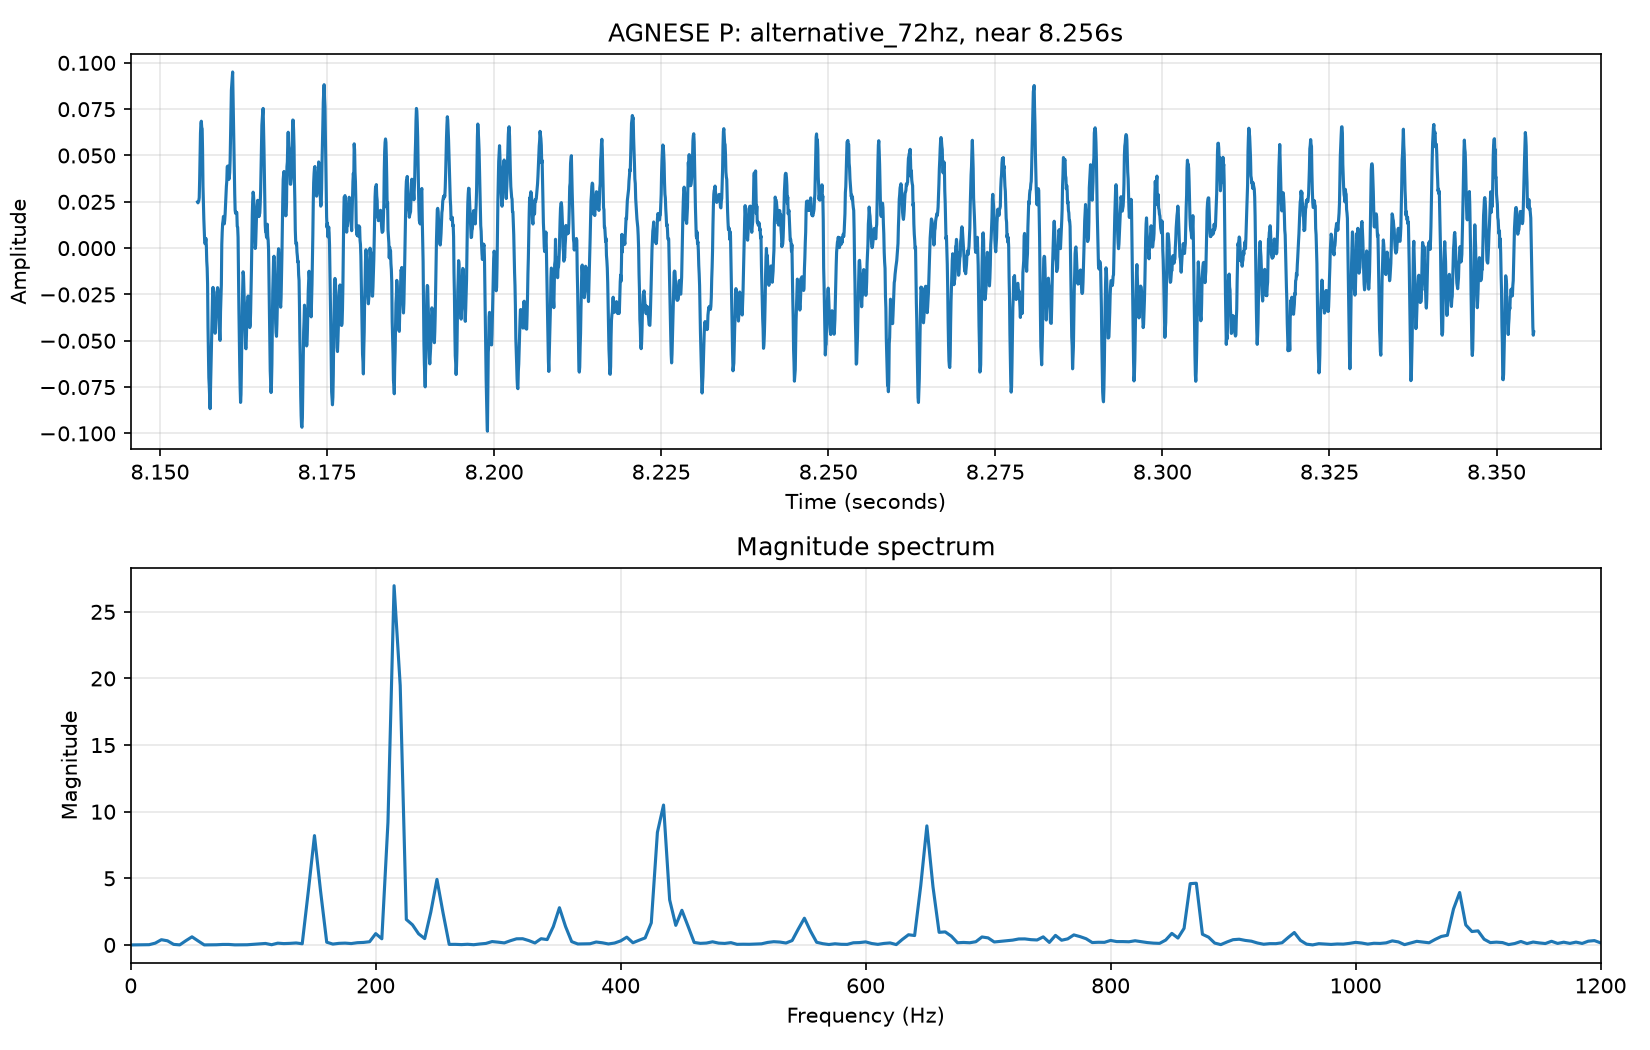 AGNESE P: alternative_72hz, near 8.256s
0.100
0.075
0.050
0.025
0.000
−0.025
−0.050
−0.075
−0.100
Amplitude
8.150 8.175 8.200 8.225 8.250 8.275 8.300 8.325 8.350
Time (seconds)
Magnitude spectrum
25
20
15
10
5
0
Magnitude
0 200 400 600 800 1000 1200
Frequency (Hz)